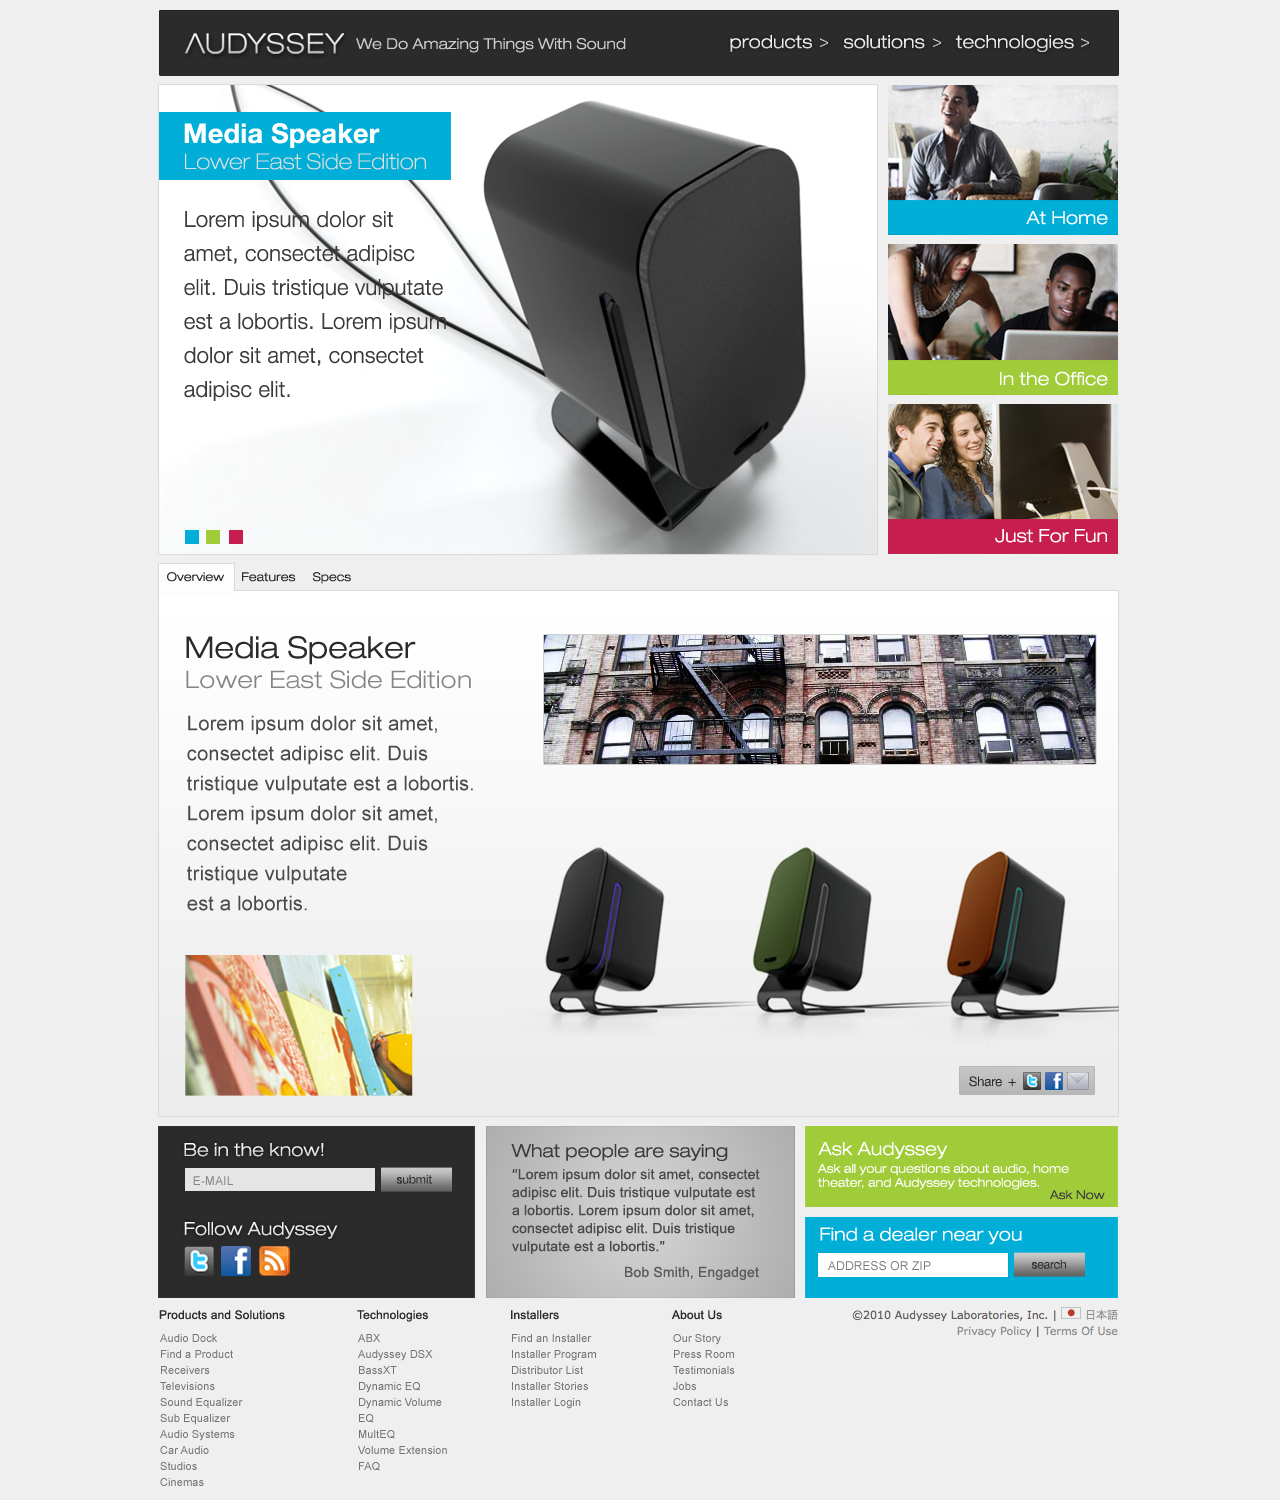 AUDYSSEY We Do Amazing Things With Sound
products > solutions > technologies >
Media Speaker
Lower East Side Edition
Lorem ipsum dolor sit
amet, consectet adipisc
elit. Duis tristique vulputate
est a lobortis. Lorem ipsum
dolor sit amet, consectet
adipisc elit.
At Home
In the Office
Just For Fun
Overview Features Specs
Media Speaker
Lower East Side Edition
Lorem ipsum dolor sit amet,
consectet adipisc elit. Duis
tristique vulputate est a lobortis.
Lorem ipsum dolor sit amet,
consectet adipisc elit. Duis
tristique vulputate
est a lobortis.
Share +
Be in the know!
E-MAIL submit
Follow Audyssey
What people are saying
“Lorem ipsum dolor sit amet, consectet
adipisc elit. Duis tristique vulputate est
a lobortis. Lorem ipsum dolor sit amet,
consectet adipisc elit. Duis tristique
vulputate est a lobortis.”
Bob Smith, Engadget
Ask Audyssey
Ask all your questions about audio, home
theater, and Audyssey technologies.
Ask Now
Find a dealer near you
ADDRESS OR ZIP search
Products and Solutions
Audio Dock
Find a Product
Receivers
Televisions
Sound Equalizer
Sub Equalizer
Audio Systems
Car Audio
Studios
Cinemas
Technologies
ABX
Audyssey DSX
BassXT
Dynamic EQ
Dynamic Volume
EQ
MultEQ
Volume Extension
FAQ
Installers
Find an Installer
Installer Program
Distributor List
Installer Stories
Installer Login
About Us
Our Story
Press Room
Testimonials
Jobs
Contact Us
©2010 Audyssey Laboratories, Inc. | 日本語
Privacy Policy | Terms Of Use